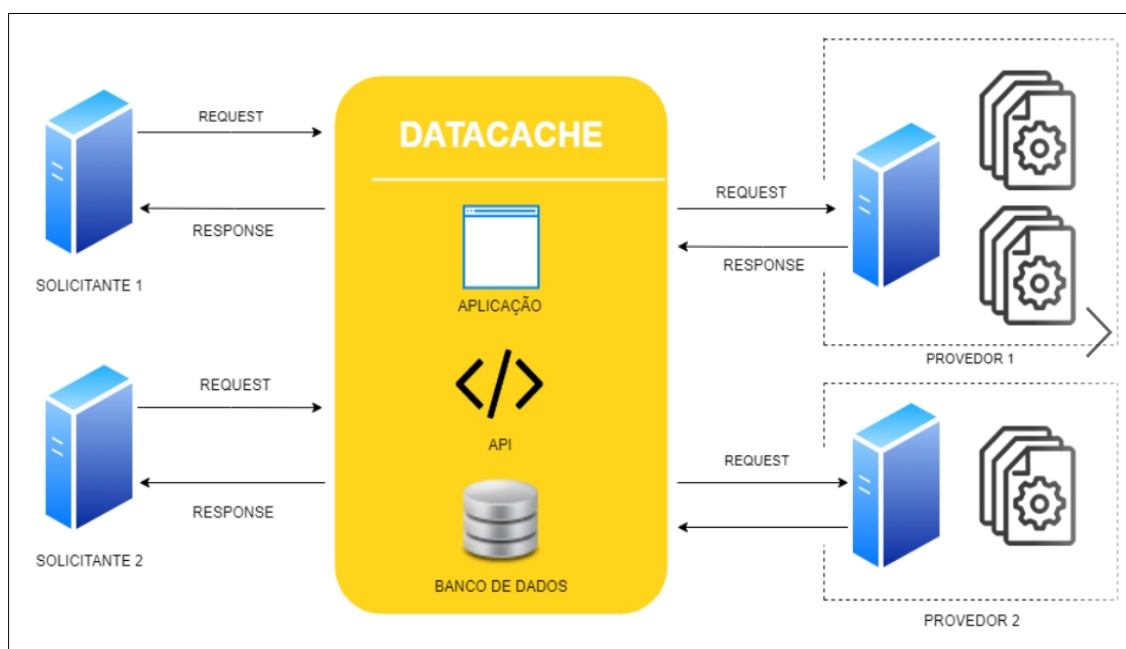 DATACACHE
REQUEST
RESPONSE
SOLICITANTE 1
REQUEST
RESPONSE
SOLICITANTE 2
APLICAÇÃO
API
BANCO DE DADOS
REQUEST
RESPONSE
PROVEDOR 1
REQUEST
PROVEDOR 2